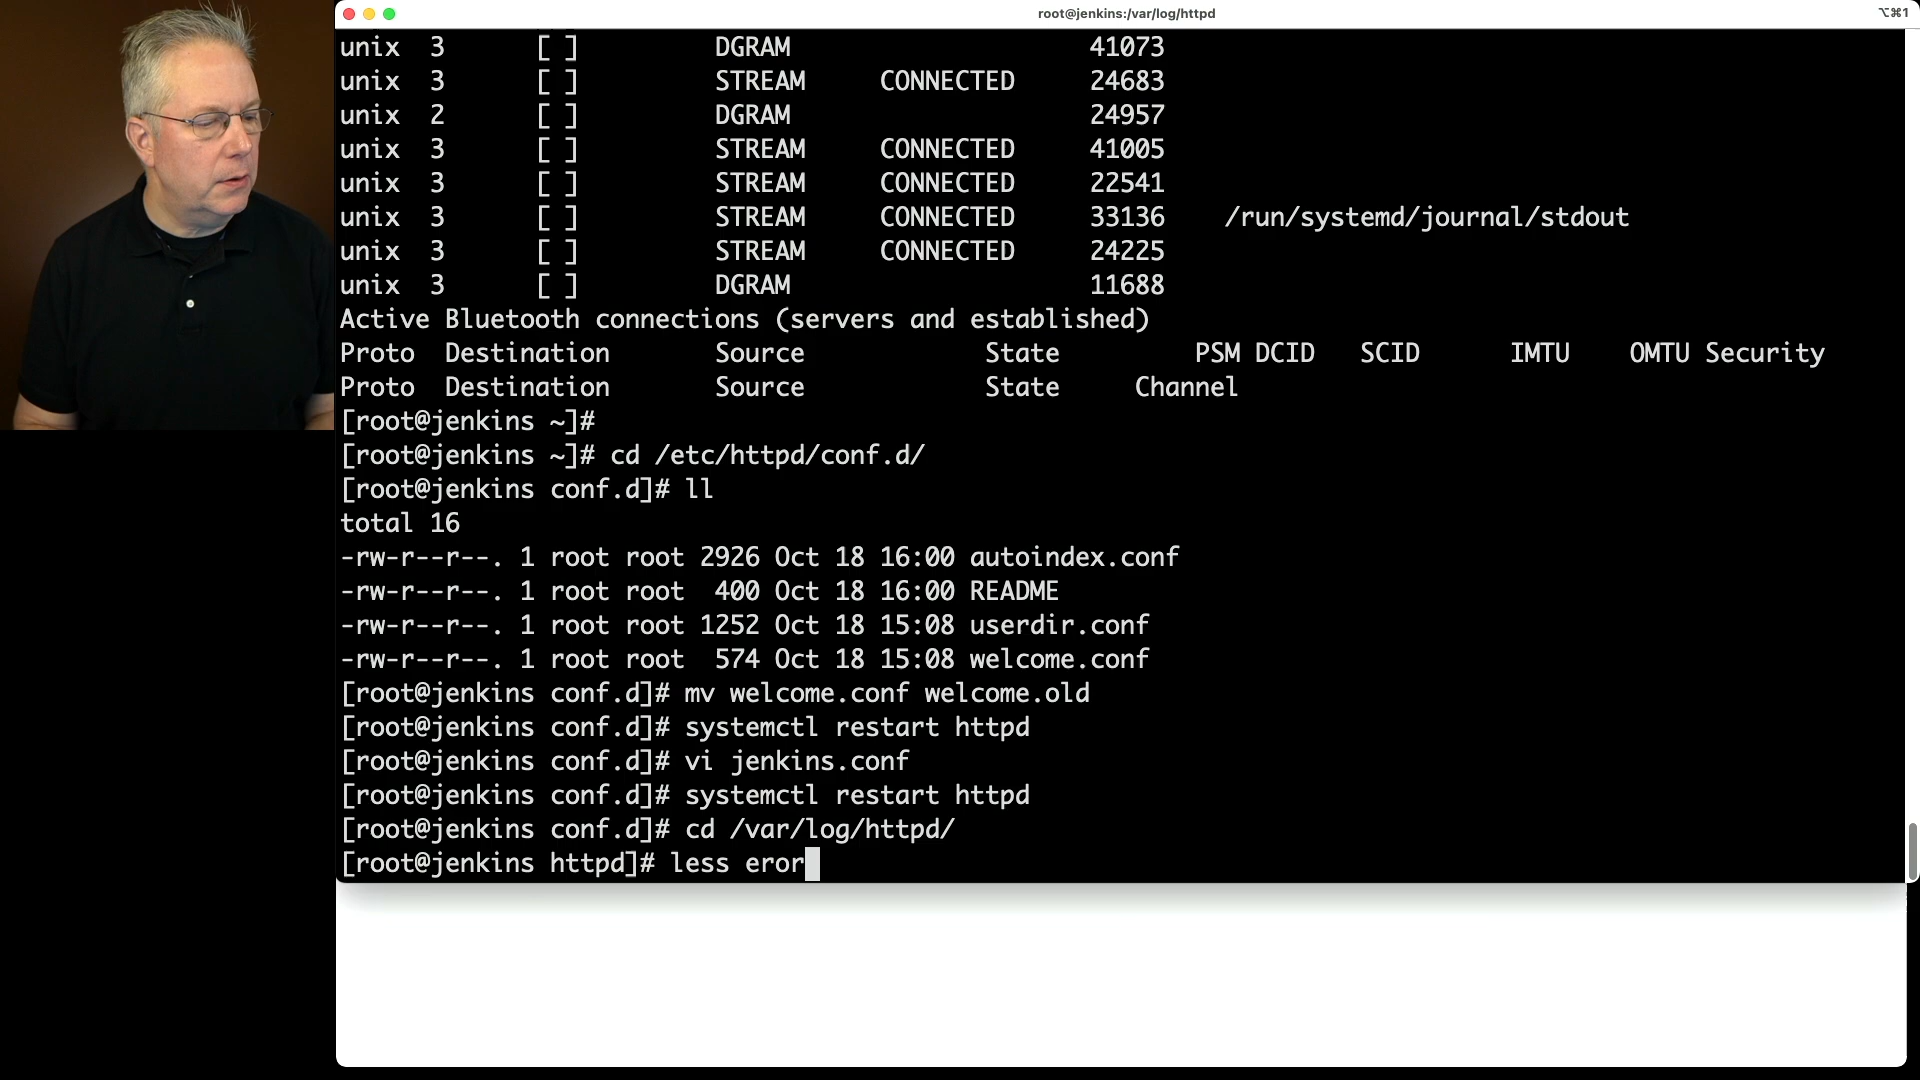 root@jenkins:/var/log/httpd
⌥⌘1
unix 3 [ ] DGRAM 41073
unix 3 [ ] STREAM CONNECTED 24683
unix 2 [ ] DGRAM 24957
unix 3 [ ] STREAM CONNECTED 41005
unix 3 [ ] STREAM CONNECTED 22541
unix 3 [ ] STREAM CONNECTED 33136 /run/systemd/journal/stdout
unix 3 [ ] STREAM CONNECTED 24225
unix 3 [ ] DGRAM 11688
Active Bluetooth connections (servers and established)
Proto Destination Source State PSM DCID SCID IMTU OMTU Security
Proto Destination Source State Channel
[root@jenkins ~]#
[root@jenkins ~]# cd /etc/httpd/conf.d/
[root@jenkins conf.d]# ll
total 16
-rw-r--r--. 1 root root 2926 Oct 18 16:00 autoindex.conf
-rw-r--r--. 1 root root 400 Oct 18 16:00 README
-rw-r--r--. 1 root root 1252 Oct 18 15:08 userdir.conf
-rw-r--r--. 1 root root 574 Oct 18 15:08 welcome.conf
[root@jenkins conf.d]# mv welcome.conf welcome.old
[root@jenkins conf.d]# systemctl restart httpd
[root@jenkins conf.d]# vi jenkins.conf
[root@jenkins conf.d]# systemctl restart httpd
[root@jenkins conf.d]# cd /var/log/httpd/
[root@jenkins httpd]# less eror